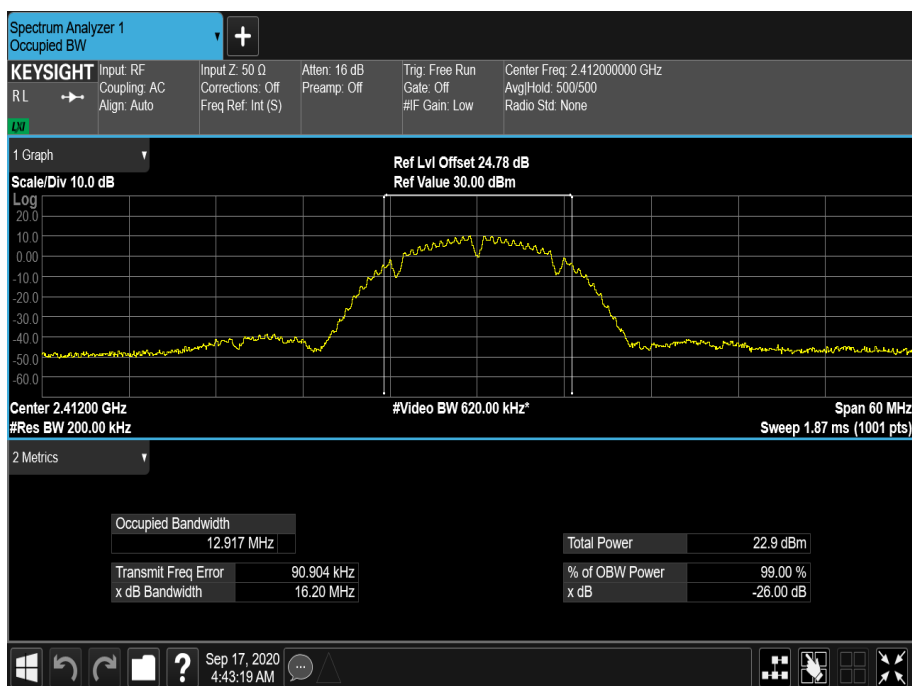 Spectrum Analyzer 1
Occupied BW
+
KEYSIGHT
RL
LXI
Input: RF
Coupling: AC
Align: Auto
Input Z: 50 Ω
Corrections: Off
Freq Ref: Int (S)
Atten: 16 dB
Preamp: Off
Trig: Free Run
Gate: Off
#IF Gain: Low
Center Freq: 2.412000000 GHz
Avg|Hold: 500/500
Radio Std: None
1 Graph
Scale/Div 10.0 dB
Ref Lvl Offset 24.78 dB
Ref Value 30.00 dBm
Log
20.0
10.0
0.00
-10.0
-20.0
-30.0
-40.0
-50.0
-60.0
Center 2.41200 GHz
#Res BW 200.00 kHz
#Video BW 620.00 kHz*
Span 60 MHz
Sweep 1.87 ms (1001 pts)
2 Metrics
Occupied Bandwidth
12.917 MHz
Transmit Freq Error 90.904 kHz
x dB Bandwidth 16.20 MHz
Total Power 22.9 dBm
% of OBW Power 99.00 %
x dB -26.00 dB
?
Sep 17, 2020
4:43:19 AM